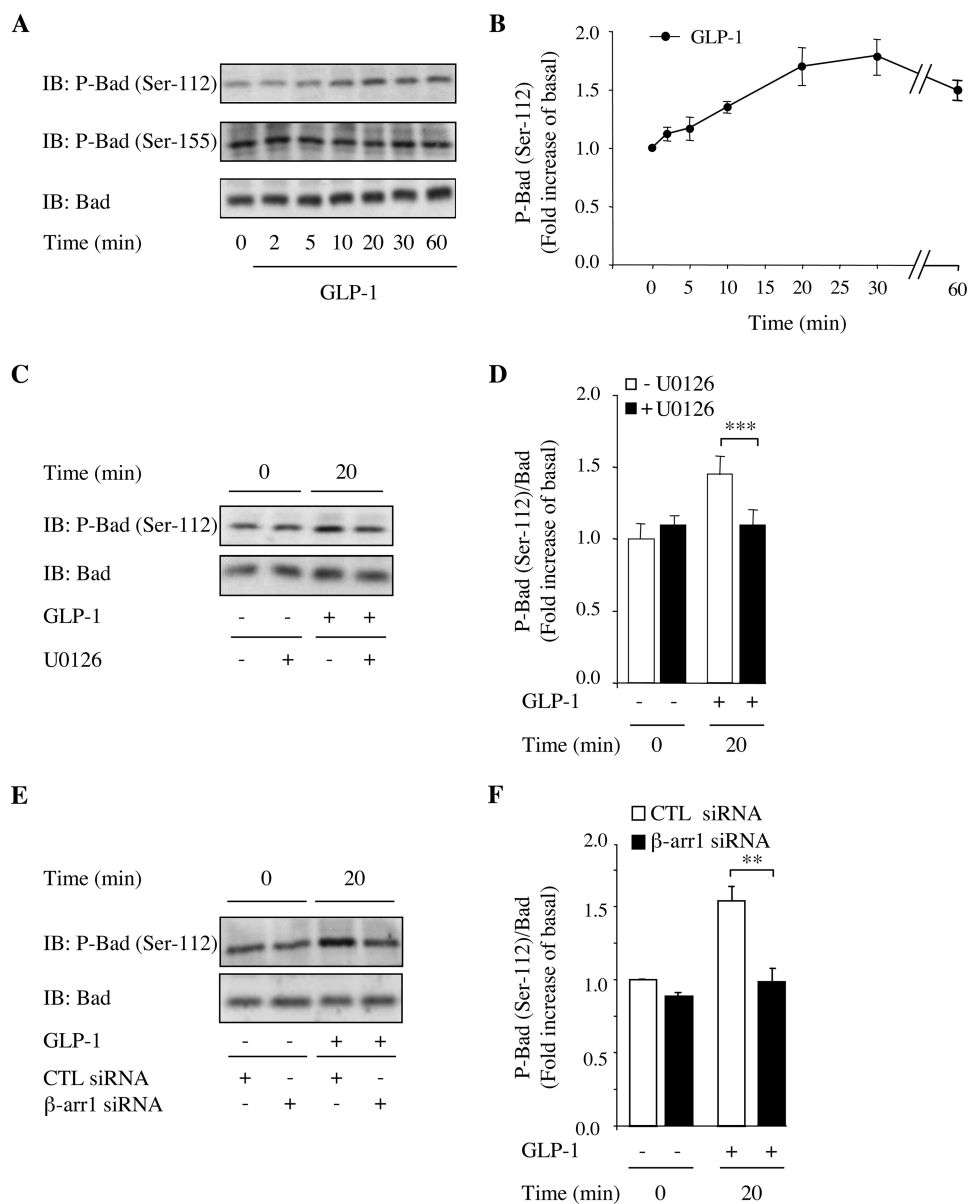 A
IB: P-Bad (Ser-112)
IB: P-Bad (Ser-155)
IB: Bad
Time (min) 0 2 5 10 20 30 60
GLP-1
B
GLP-1
P-Bad (Ser-112)
(Fold increase of basal)
2.0
1.5
1.0
0.5
0.0
0 5 10 15 20 25 30 60
Time (min)
C
Time (min) 0 20
IB: P-Bad (Ser-112)
IB: Bad
GLP-1 - - + +
U0126 - + - +
D
- U0126
+ U0126
***
P-Bad (Ser-112)/Bad
(Fold increase of basal)
2.0
1.5
1.0
0.5
0.0
GLP-1 - - + +
Time (min) 0 20
E
Time (min) 0 20
IB: P-Bad (Ser-112)
IB: Bad
GLP-1 - - + +
CTL siRNA + - + -
β-arr1 siRNA - + - +
F
CTL siRNA
β-arr1 siRNA
**
P-Bad (Ser-112)/Bad
(Fold increase of basal)
2.0
1.5
1.0
0.5
0.0
GLP-1 - - + +
Time (min) 0 20